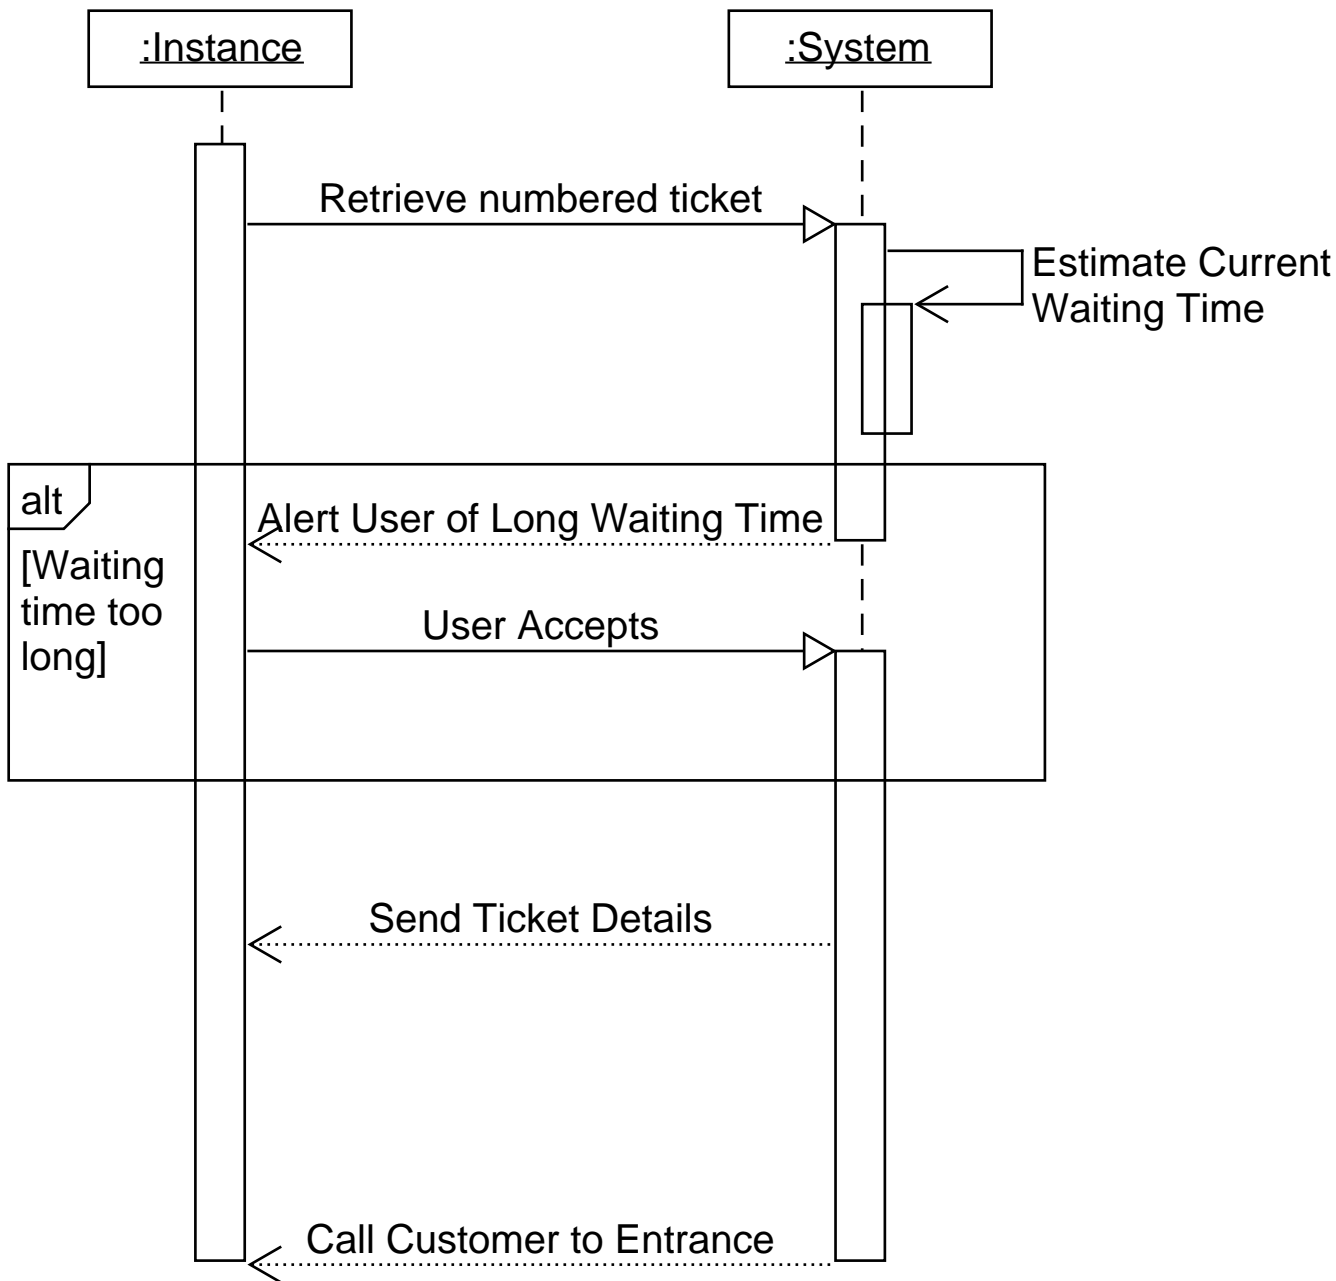 :Instance
:System
Retrieve numbered ticket
Estimate Current
Waiting Time
alt
Alert User of Long Waiting Time
[Waiting
time too
long]
User Accepts
Send Ticket Details
Call Customer to Entrance